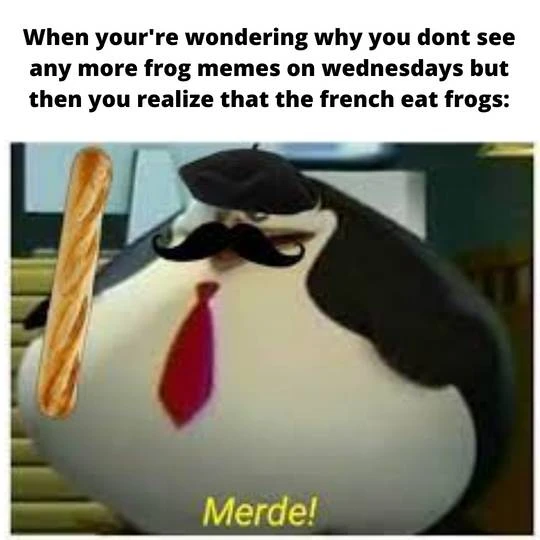 When your're wondering why you dont see
any more frog memes on wednesdays but
then you realize that the french eat frogs:
Merde!